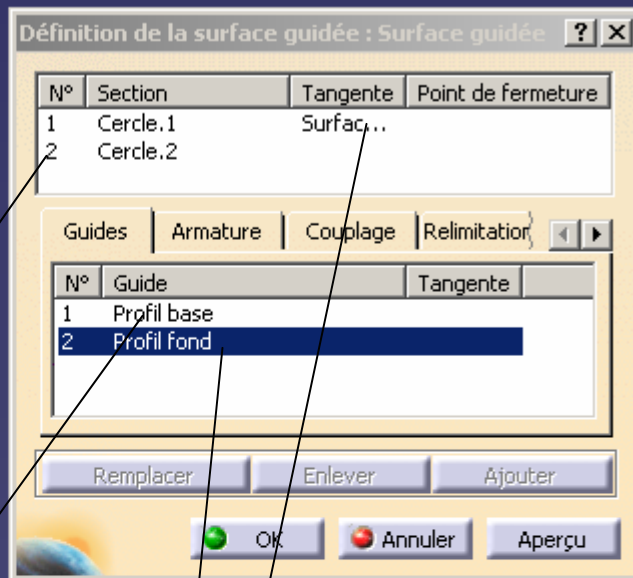 Définition de la surface guidée : Surface guidée ? X
N° Section Tangente Point de fermeture
1 Cercle.1 Surfac...
2 Cercle.2
Guides Armature Couplage Relimitation
N° Guide Tangente
1 Profil base
2 Profil fond
Remplacer Enlever Ajouter
OK Annuler Aperçu